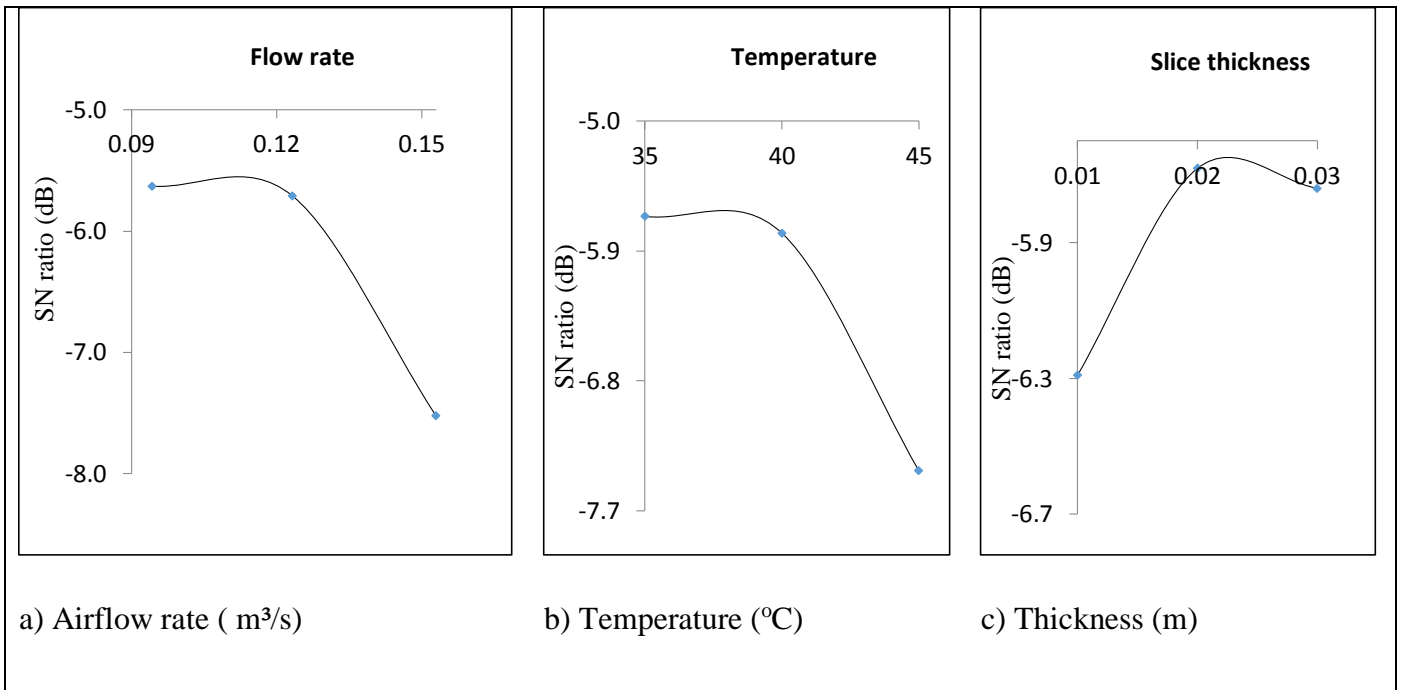 Flow rate
-5.0
0.09 0.12 0.15
-6.0
-7.0
-8.0
SN ratio (dB)
Temperature
-5.0
35 40 45
-5.9
-6.8
-7.7
SN ratio (dB)
Slice thickness
0.01 0.02 0.03
-5.9
-6.3
-6.7
SN ratio (dB)
a) Airflow rate ( m³/s)
b) Temperature (ºC)
c) Thickness (m)